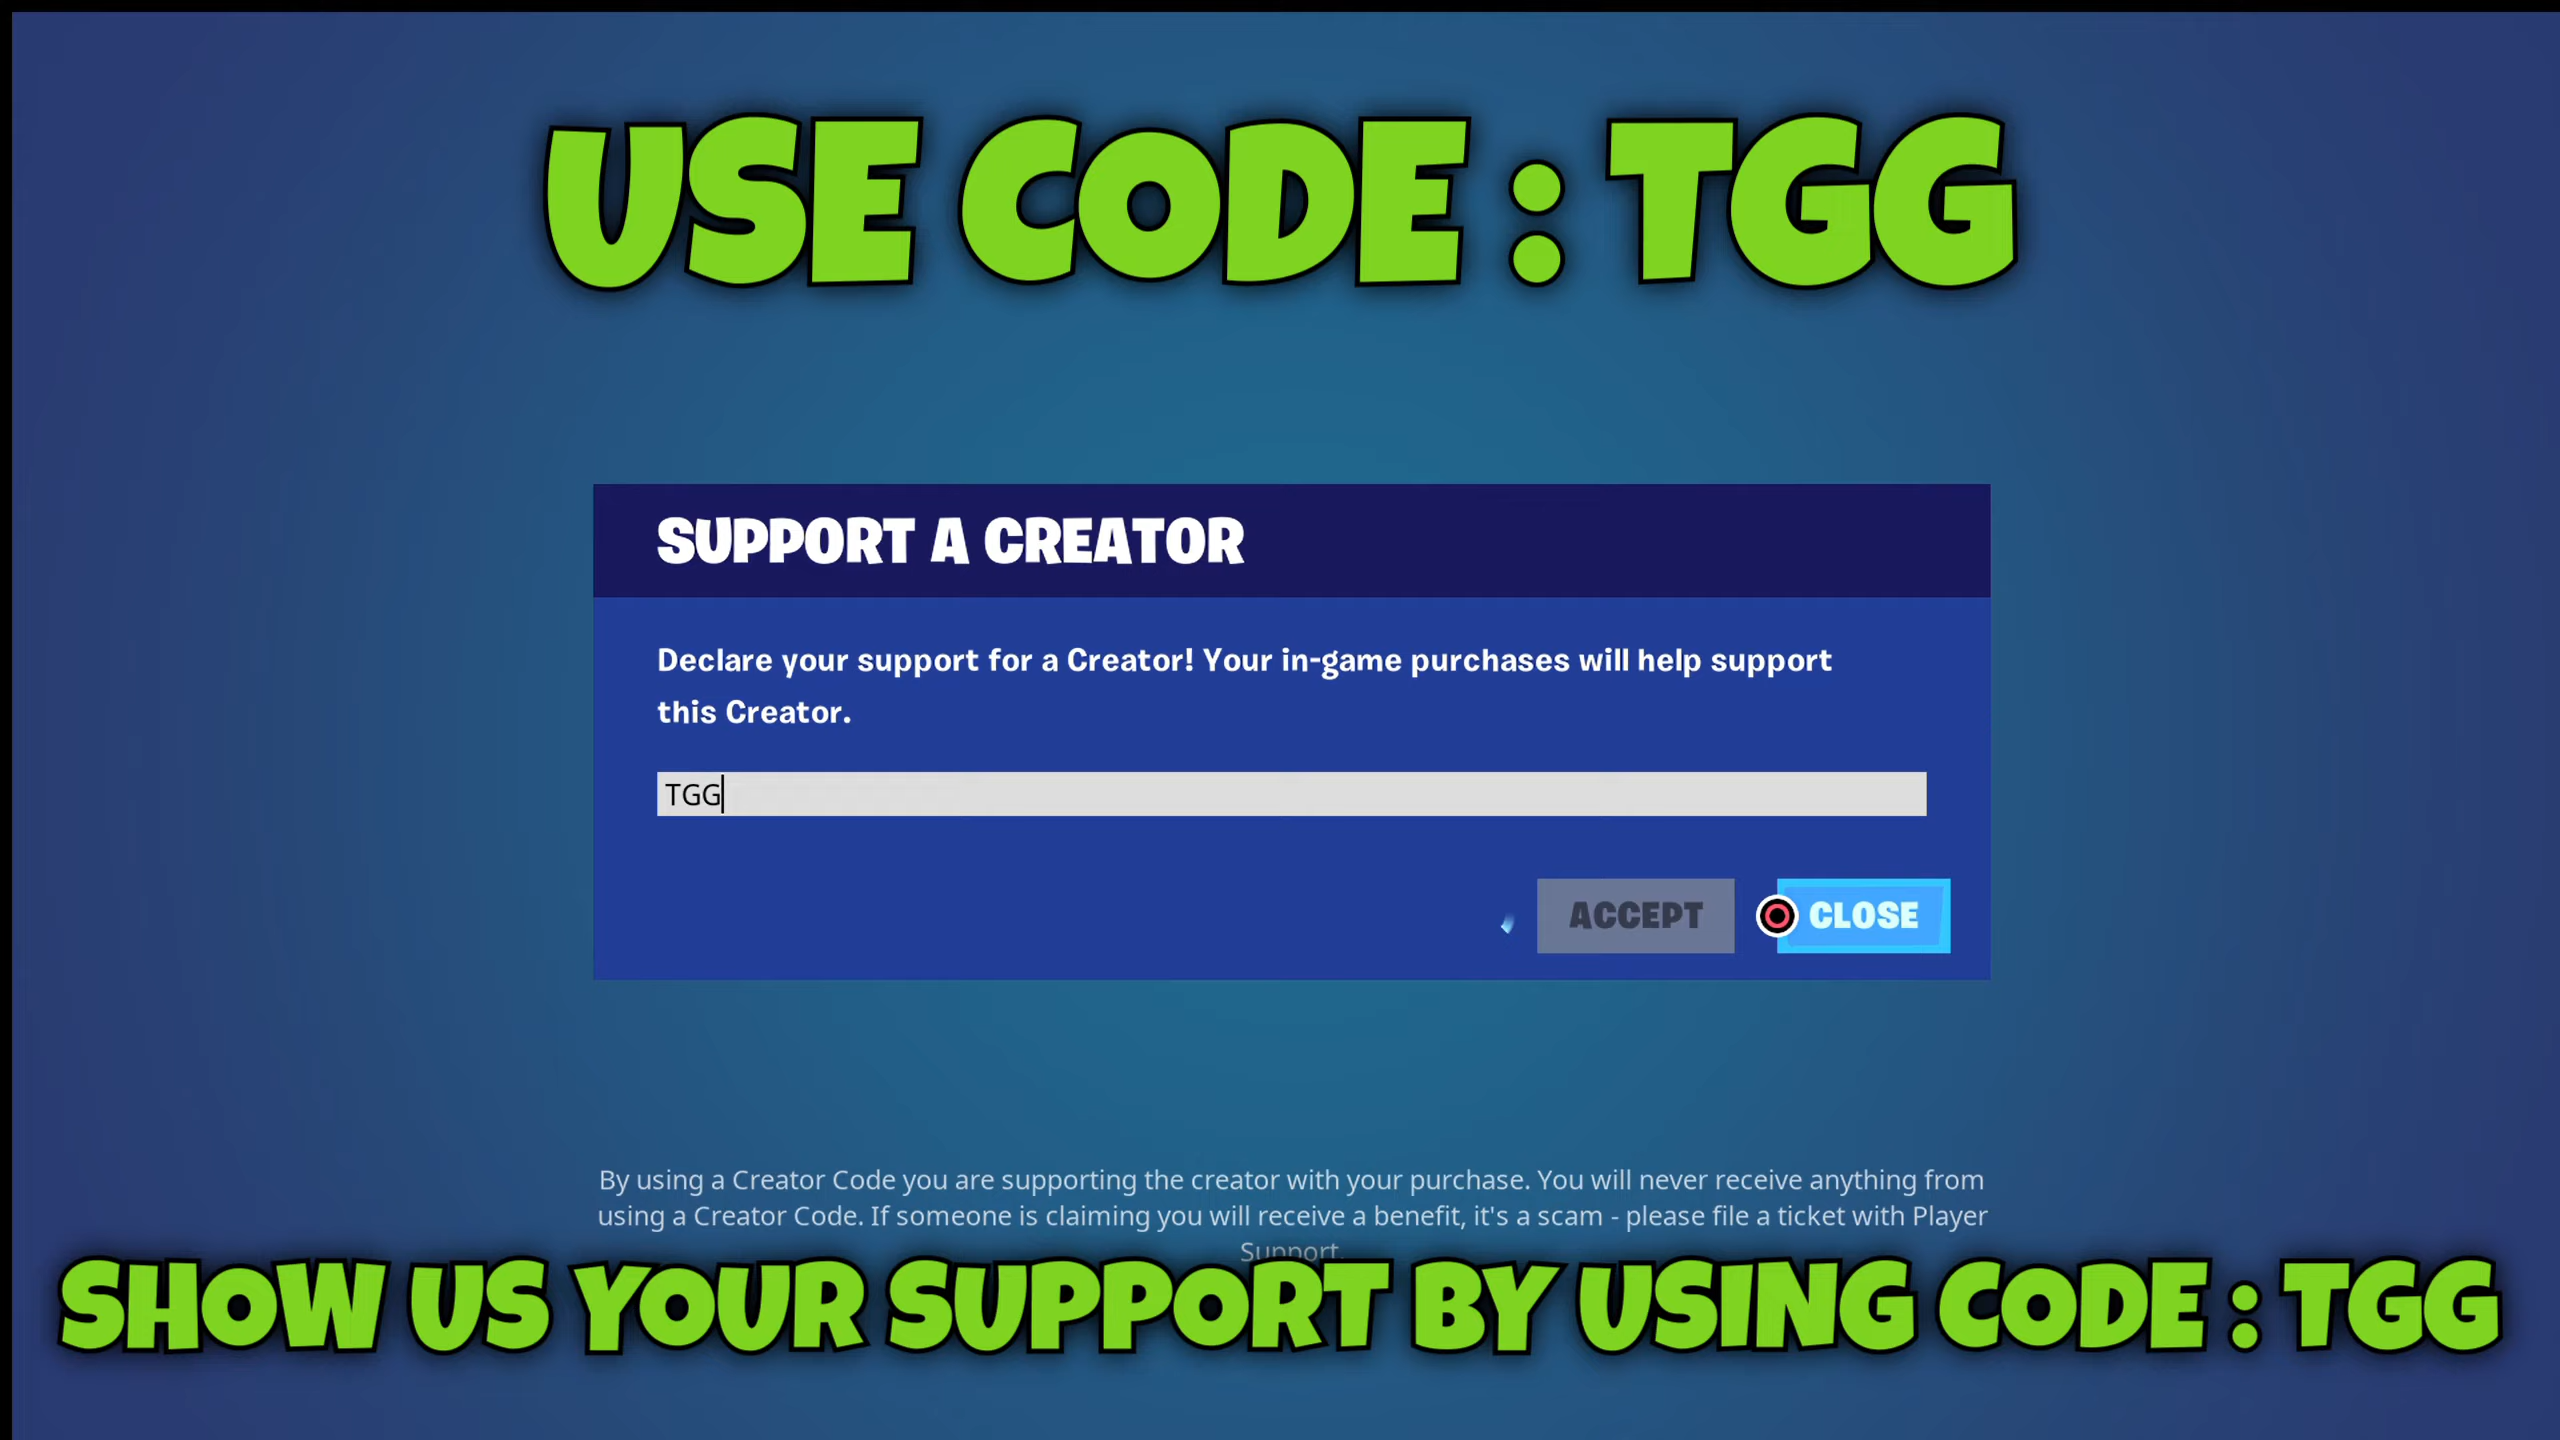 USE CODE : TGG
SUPPORT A CREATOR
Declare your support for a Creator! Your in-game purchases will help support
this Creator.
TGG
ACCEPT
CLOSE
By using a Creator Code you are supporting the creator with your purchase. You will never receive anything from
using a Creator Code. If someone is claiming you will receive a benefit, it's a scam - please file a ticket with Player
Support.
SHOW US YOUR SUPPORT BY USING CODE : TGG